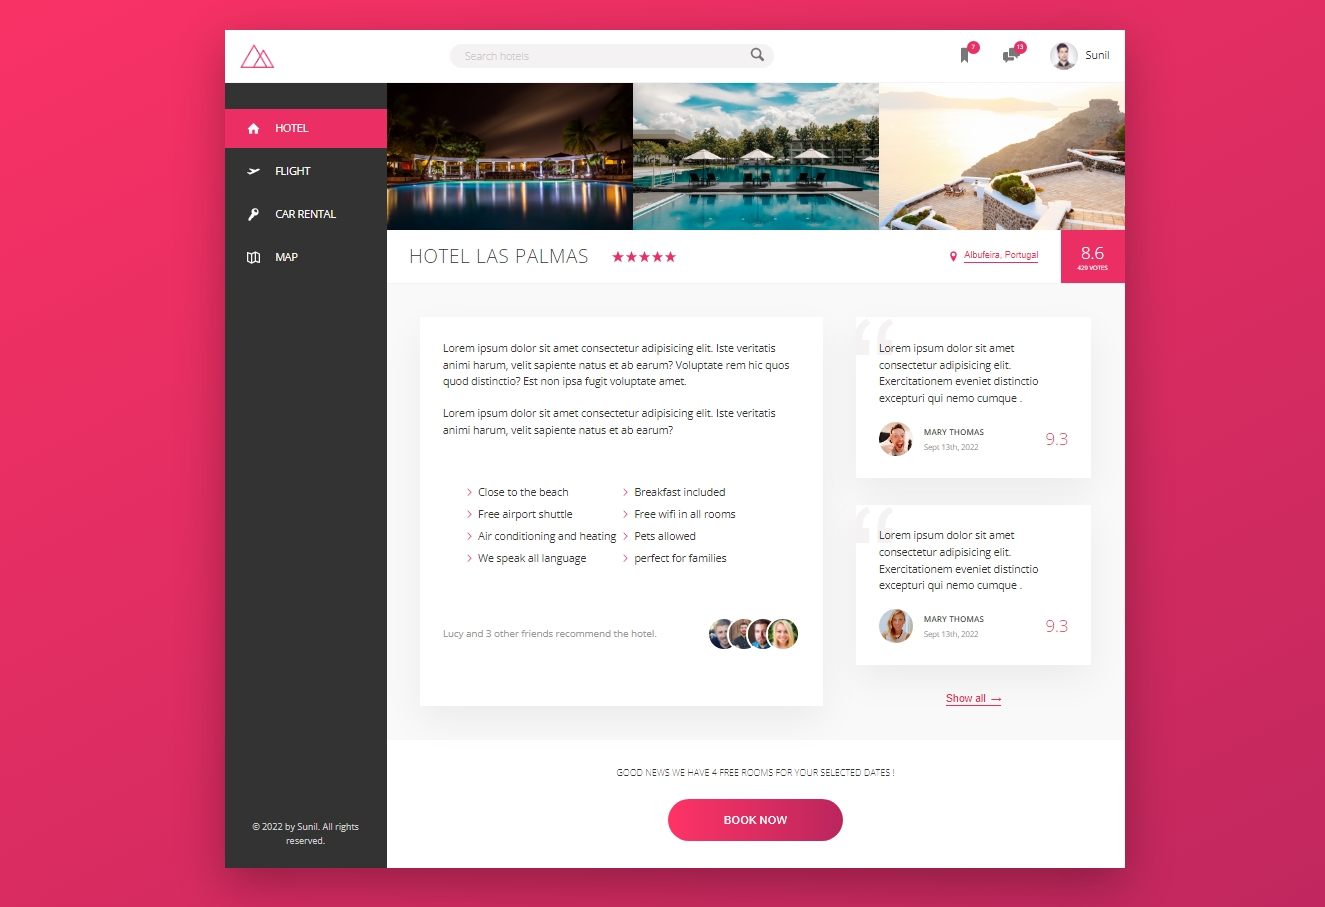 Search hotels
7
13
Sunil
HOTEL
FLIGHT
CAR RENTAL
MAP
© 2022 by Sunil. All rights
reserved.
HOTEL LAS PALMAS
Albufeira, Portugal
8.6
429 VOTES
Lorem ipsum dolor sit amet consectetur adipisicing elit. Iste veritatis
animi harum, velit sapiente natus et ab earum? Voluptate rem hic quos
quod distinctio? Est non ipsa fugit voluptate amet.
Lorem ipsum dolor sit amet consectetur adipisicing elit. Iste veritatis
animi harum, velit sapiente natus et ab earum?
Close to the beach
Breakfast included
Free airport shuttle
Free wifi in all rooms
Air conditioning and heating
Pets allowed
We speak all language
perfect for families
Lucy and 3 other friends recommend the hotel.
“
Lorem ipsum dolor sit amet
consectetur adipisicing elit.
Exercitationem eveniet distinctio
excepturi qui nemo cumque .
MARY THOMAS
Sept 13th, 2022
9.3
“
Lorem ipsum dolor sit amet
consectetur adipisicing elit.
Exercitationem eveniet distinctio
excepturi qui nemo cumque .
MARY THOMAS
Sept 13th, 2022
9.3
Show all →
GOOD NEWS WE HAVE 4 FREE ROOMS FOR YOUR SELECTED DATES !
BOOK NOW